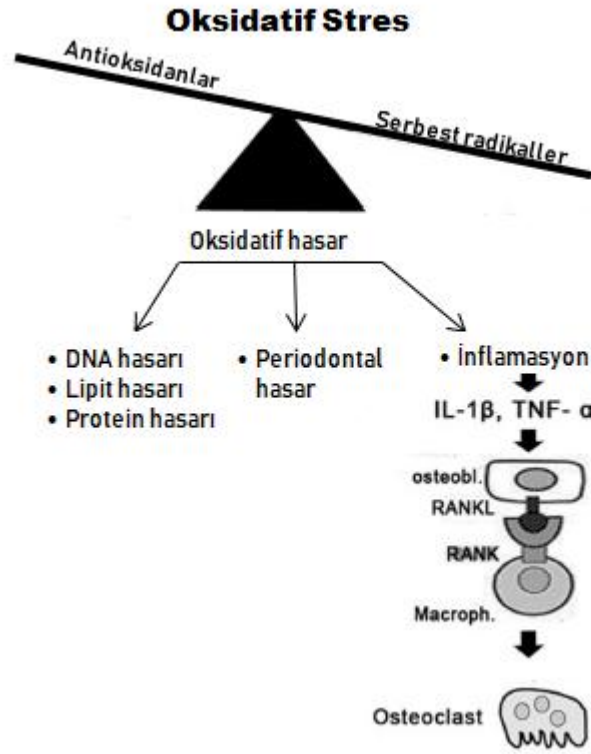 Oksidatif Stres
Antioksidanlar
Serbest radikaller
Oksidatif hasar
• DNA hasarı
• Lipit hasarı
• Protein hasarı
• Periodontal
hasar
• İnflamasyon
IL-1β, TNF- α
osteobl.
RANKL
RANK
Macroph.
Osteoclast